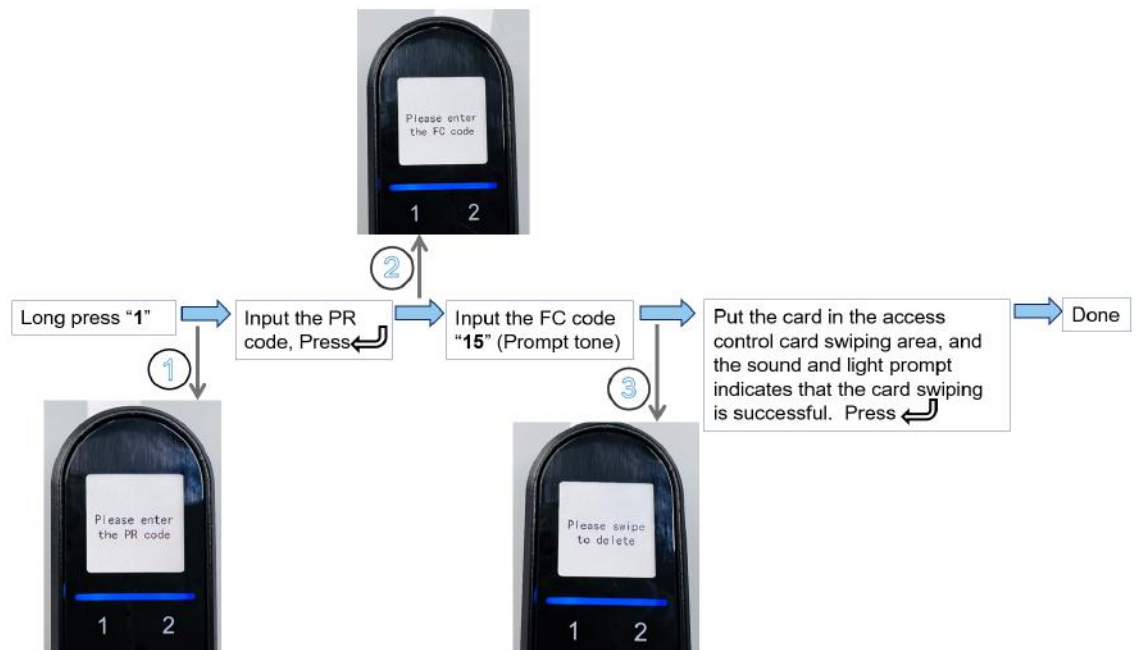 Please enter
the FC code
1 2
2
Long press “1”
Input the PR
code, Press
Input the FC code
“15” (Prompt tone)
Put the card in the access
control card swiping area, and
the sound and light prompt
indicates that the card swiping
is successful. Press
Done
1
3
Please enter
the PR code
1 2
Please swipe
to delete
1 2